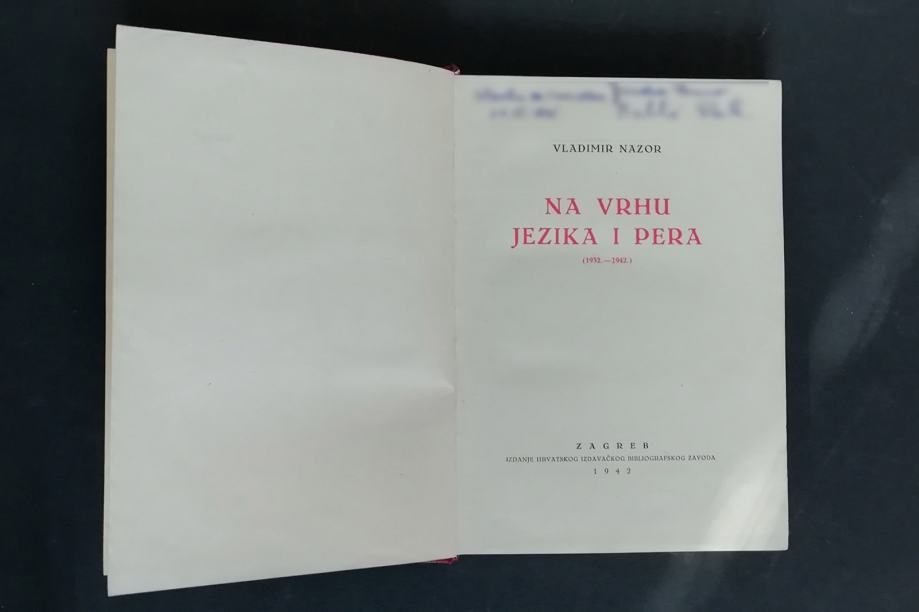 VLADIMIR NAZOR
NA VRHU
JEZIKA I PERA
(1932.—1942.)
ZAGREB
IZDANJE HRVATSKOG IZDAVAČKOG BIBLIOGRAFSKOG ZAVODA
1942